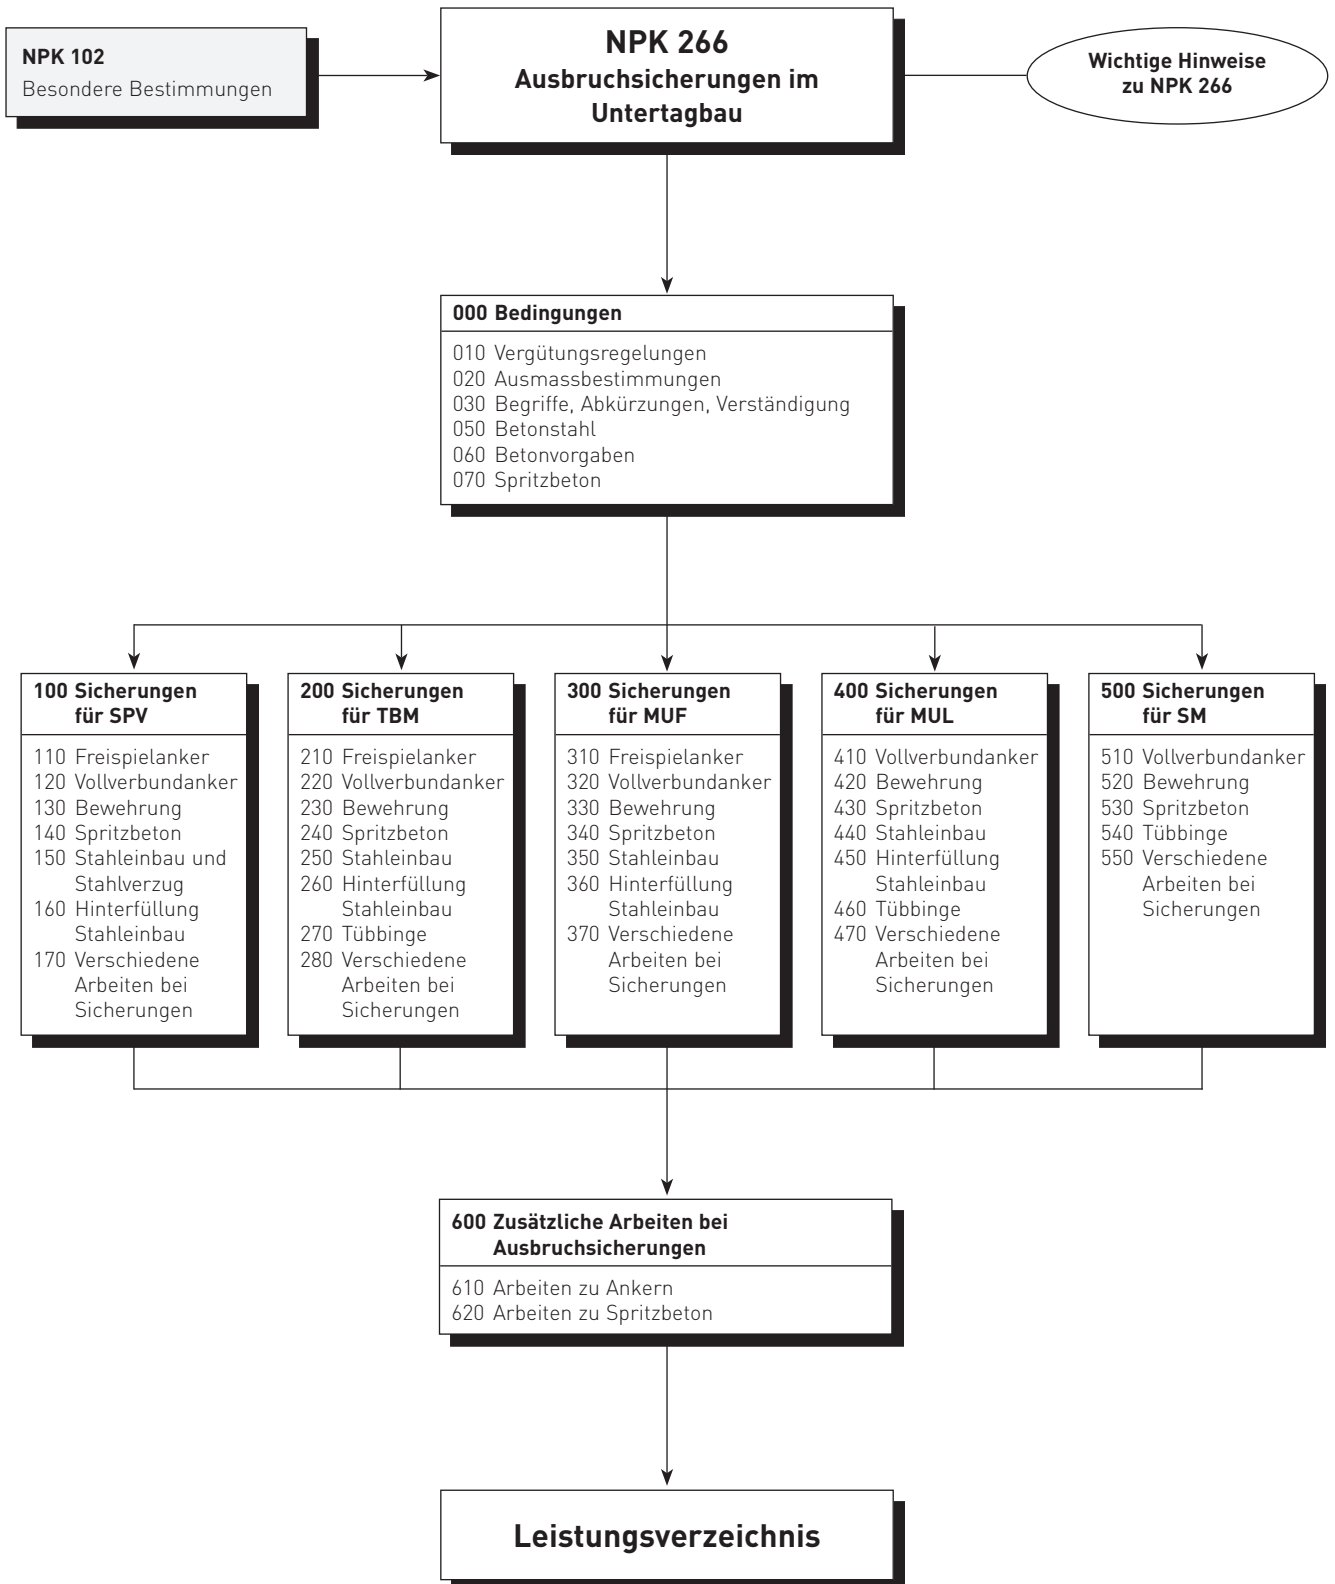 NPK 102
Besondere Bestimmungen
NPK 266
Ausbruchsicherungen im
Untertagbau
Wichtige Hinweise
zu NPK 266
000 Bedingungen
010 Vergütungsregelungen
020 Ausmassbestimmungen
030 Begriffe, Abkürzungen, Verständigung
050 Betonstahl
060 Betonvorgaben
070 Spritzbeton
100 Sicherungen
für SPV
110 Freispielanker
120 Vollverbundanker
130 Bewehrung
140 Spritzbeton
150 Stahleinbau und
Stahlverzug
160 Hinterfüllung
Stahleinbau
170 Verschiedene
Arbeiten bei
Sicherungen
200 Sicherungen
für TBM
210 Freispielanker
220 Vollverbundanker
230 Bewehrung
240 Spritzbeton
250 Stahleinbau
260 Hinterfüllung
Stahleinbau
270 Tübbinge
280 Verschiedene
Arbeiten bei
Sicherungen
300 Sicherungen
für MUF
310 Freispielanker
320 Vollverbundanker
330 Bewehrung
340 Spritzbeton
350 Stahleinbau
360 Hinterfüllung
Stahleinbau
370 Verschiedene
Arbeiten bei
Sicherungen
400 Sicherungen
für MUL
410 Vollverbundanker
420 Bewehrung
430 Spritzbeton
440 Stahleinbau
450 Hinterfüllung
Stahleinbau
460 Tübbinge
470 Verschiedene
Arbeiten bei
Sicherungen
500 Sicherungen
für SM
510 Vollverbundanker
520 Bewehrung
530 Spritzbeton
540 Tübbinge
550 Verschiedene
Arbeiten bei
Sicherungen
600 Zusätzliche Arbeiten bei
Ausbruchsicherungen
610 Arbeiten zu Ankern
620 Arbeiten zu Spritzbeton
Leistungsverzeichnis